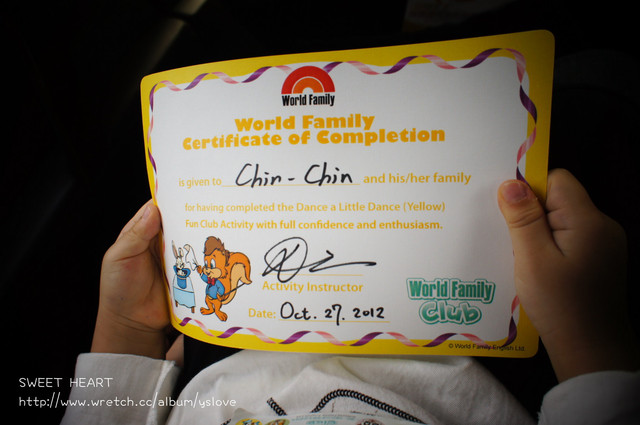 World Family
World Family
Certificate of Completion
is given to Chin-Chin and his/her family
for having completed the Dance a Little Dance (Yellow)
Fun Club Activity with full confidence and enthusiasm.
Activity Instructor
Date: Oct. 27. 2012
World Family
Club
© World Family English Ltd.
SWEET HEART
http://www.wretch.cc/album/yslove